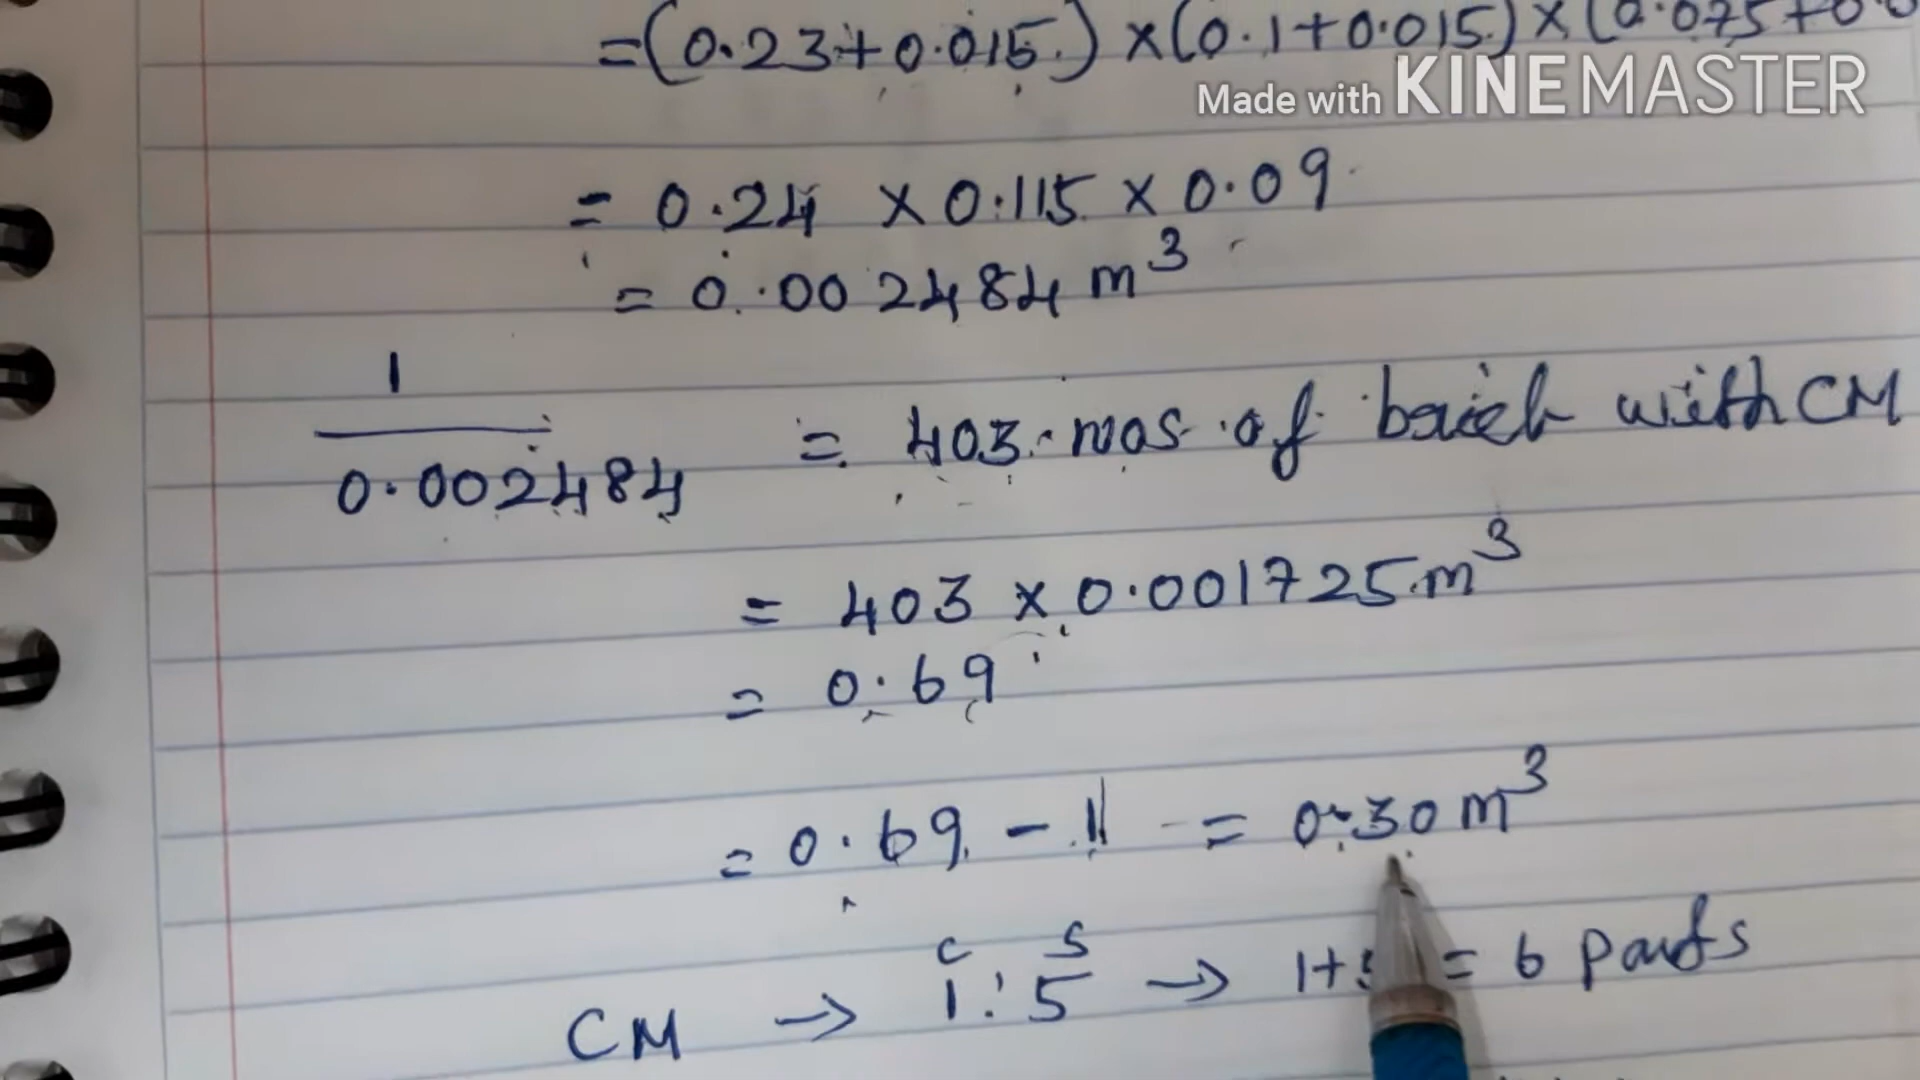 =(0.23+0.015)×(0.1+0.015)×(0.075+0.0
Made with KINEMASTER
= 0.24 × 0.115 × 0.09
= 0.002484 m³
1
0.002484 = 403 nos of brick with CM
= 403 × 0.001725 m³
= 0.69
= 0.69 - 1 = 0.30 m³
C S
CM → 1:5 → 1+5 = 6 parts